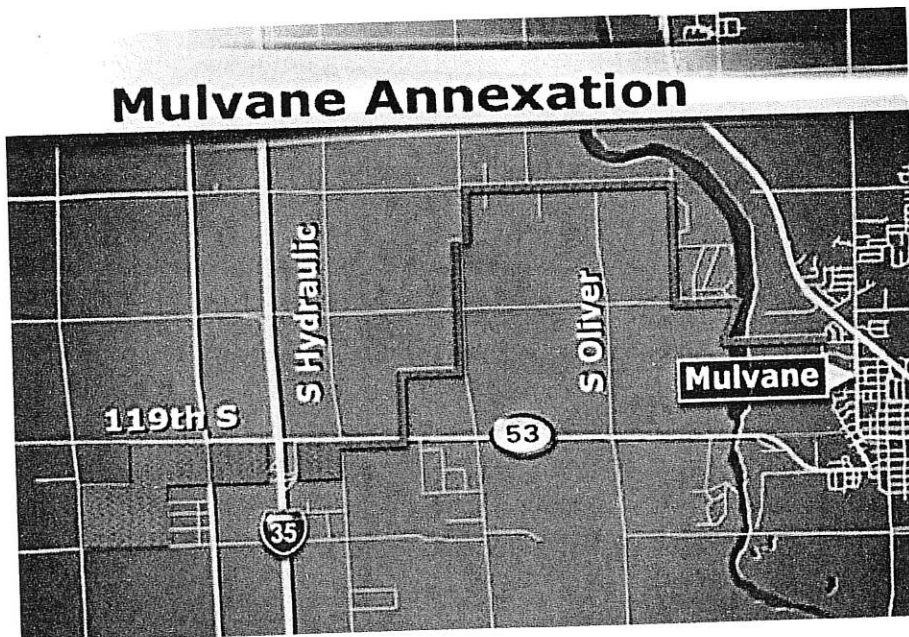 Mulvane Annexation
S Hydraulic
S Oliver
Mulvane
119th S
53
35